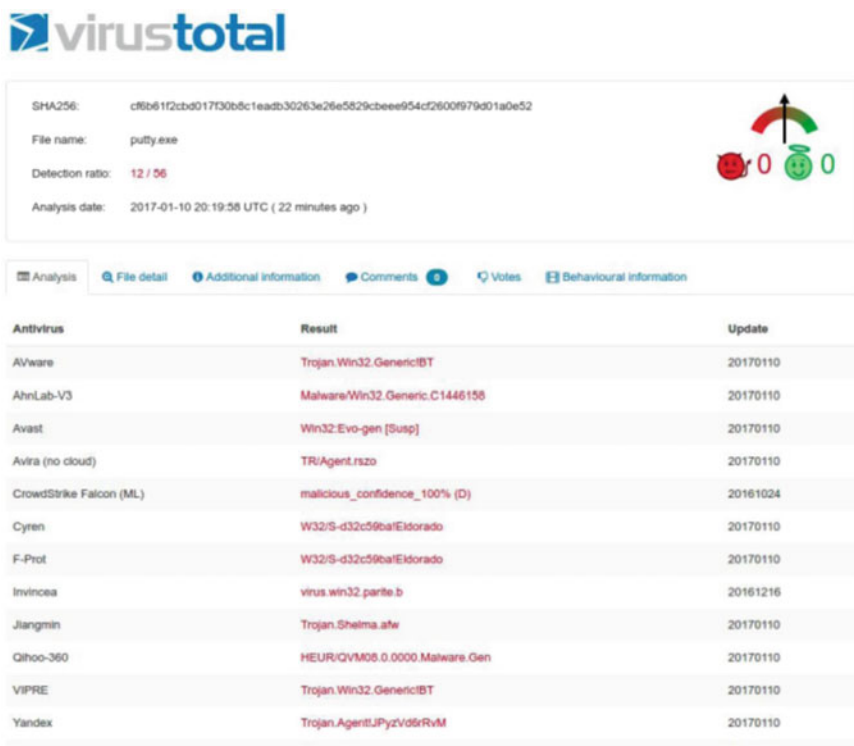 virustotal
SHA256: cf6b61f2cbd017f30b8c1eadb30263e26e5829cbeee954cf2600f979d01a0e52
File name: putty.exe
Detection ratio: 12 / 56
Analysis date: 2017-01-10 20:19:58 UTC ( 22 minutes ago )
0 0
Analysis File detail Additional information Comments 0 Votes Behavioural information
Antivirus Result Update
AVware Trojan.Win32.Generic!BT 20170110
AhnLab-V3 Malware/Win32.Generic.C1446158 20170110
Avast Win32:Evo-gen [Susp] 20170110
Avira (no cloud) TR/Agent.rszo 20170110
CrowdStrike Falcon (ML) malicious_confidence_100% (D) 20161024
Cyren W32/S-d32c59ba!Eldorado 20170110
F-Prot W32/S-d32c59ba!Eldorado 20170110
Invincea virus.win32.parite.b 20161216
Jiangmin Trojan.Shelma.afw 20170110
Qihoo-360 HEUR/QVM08.0.0000.Malware.Gen 20170110
VIPRE Trojan.Win32.Generic!BT 20170110
Yandex Trojan.Agent!JPyzVd6rRvM 20170110